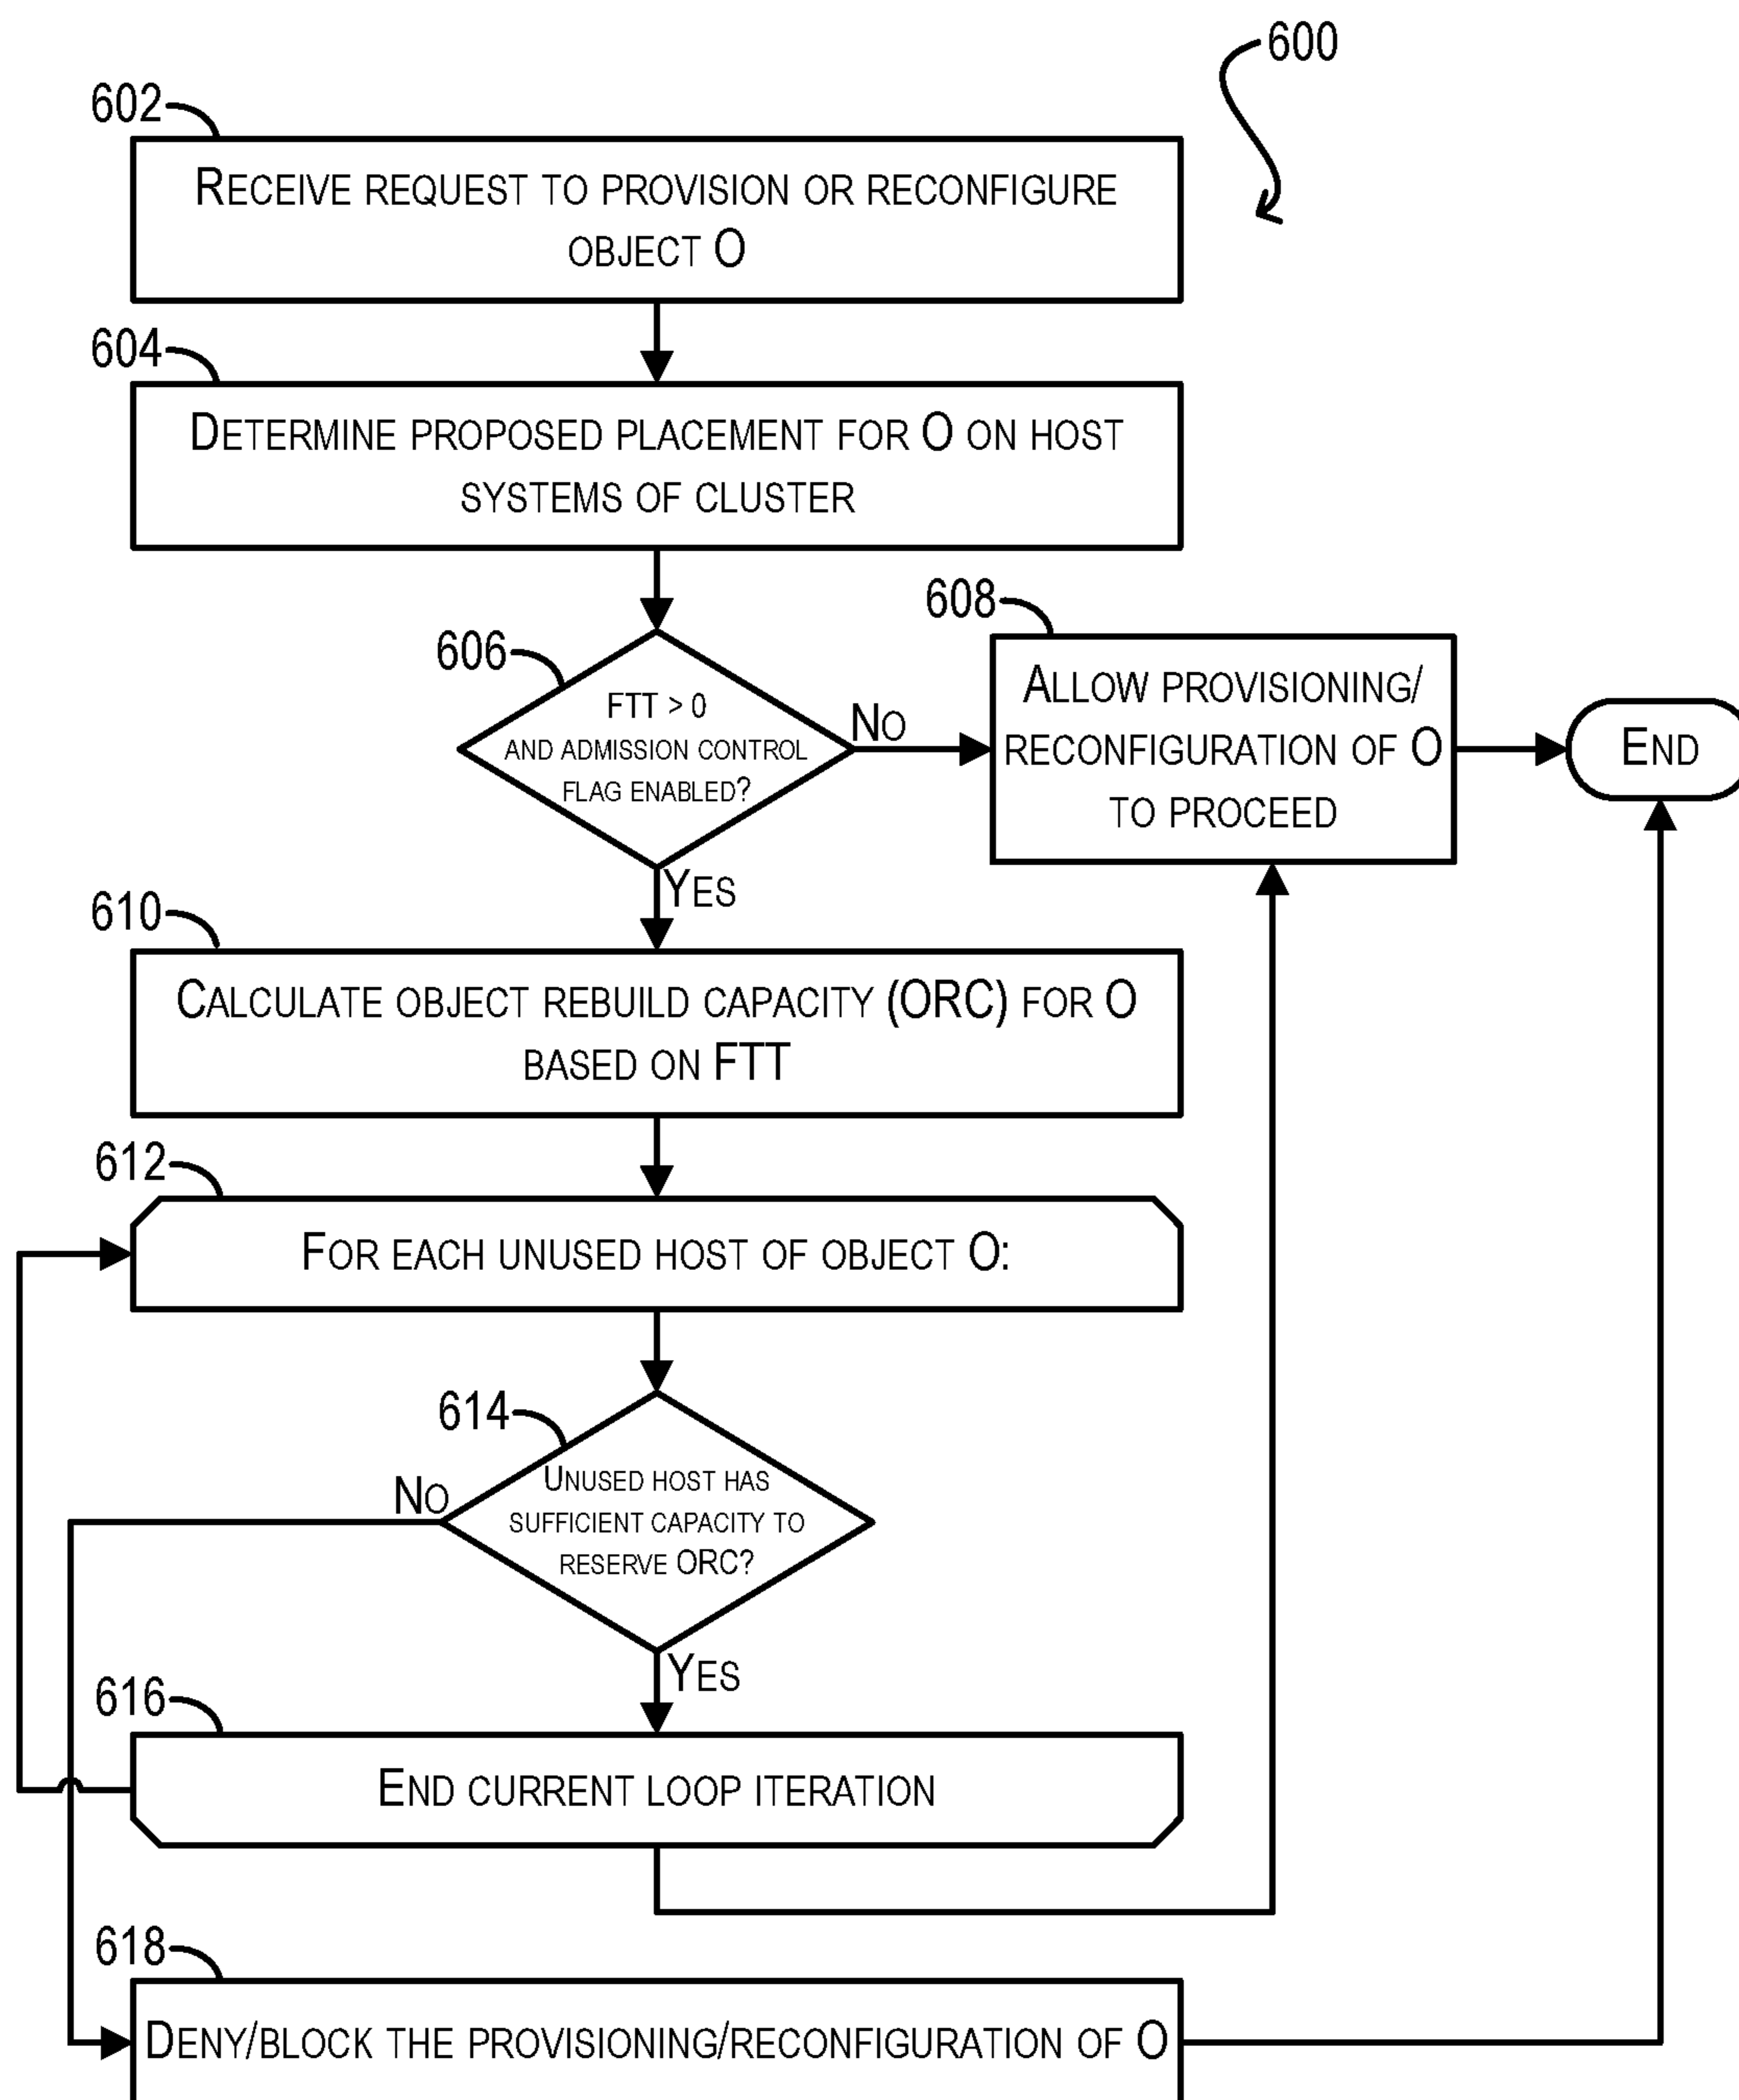 600
602
Receive request to provision or reconfigure
object O
604
Determine proposed placement for O on host
systems of cluster
606
FTT > 0
and admission control
flag enabled?
No
608
Allow provisioning/
reconfiguration of O
to proceed
End
Yes
610
Calculate object rebuild capacity (ORC) for O
based on FTT
612
For each unused host of object O:
614
Unused host has
sufficient capacity to
reserve ORC?
No
Yes
616
End current loop iteration
618
Deny/block the provisioning/reconfiguration of O